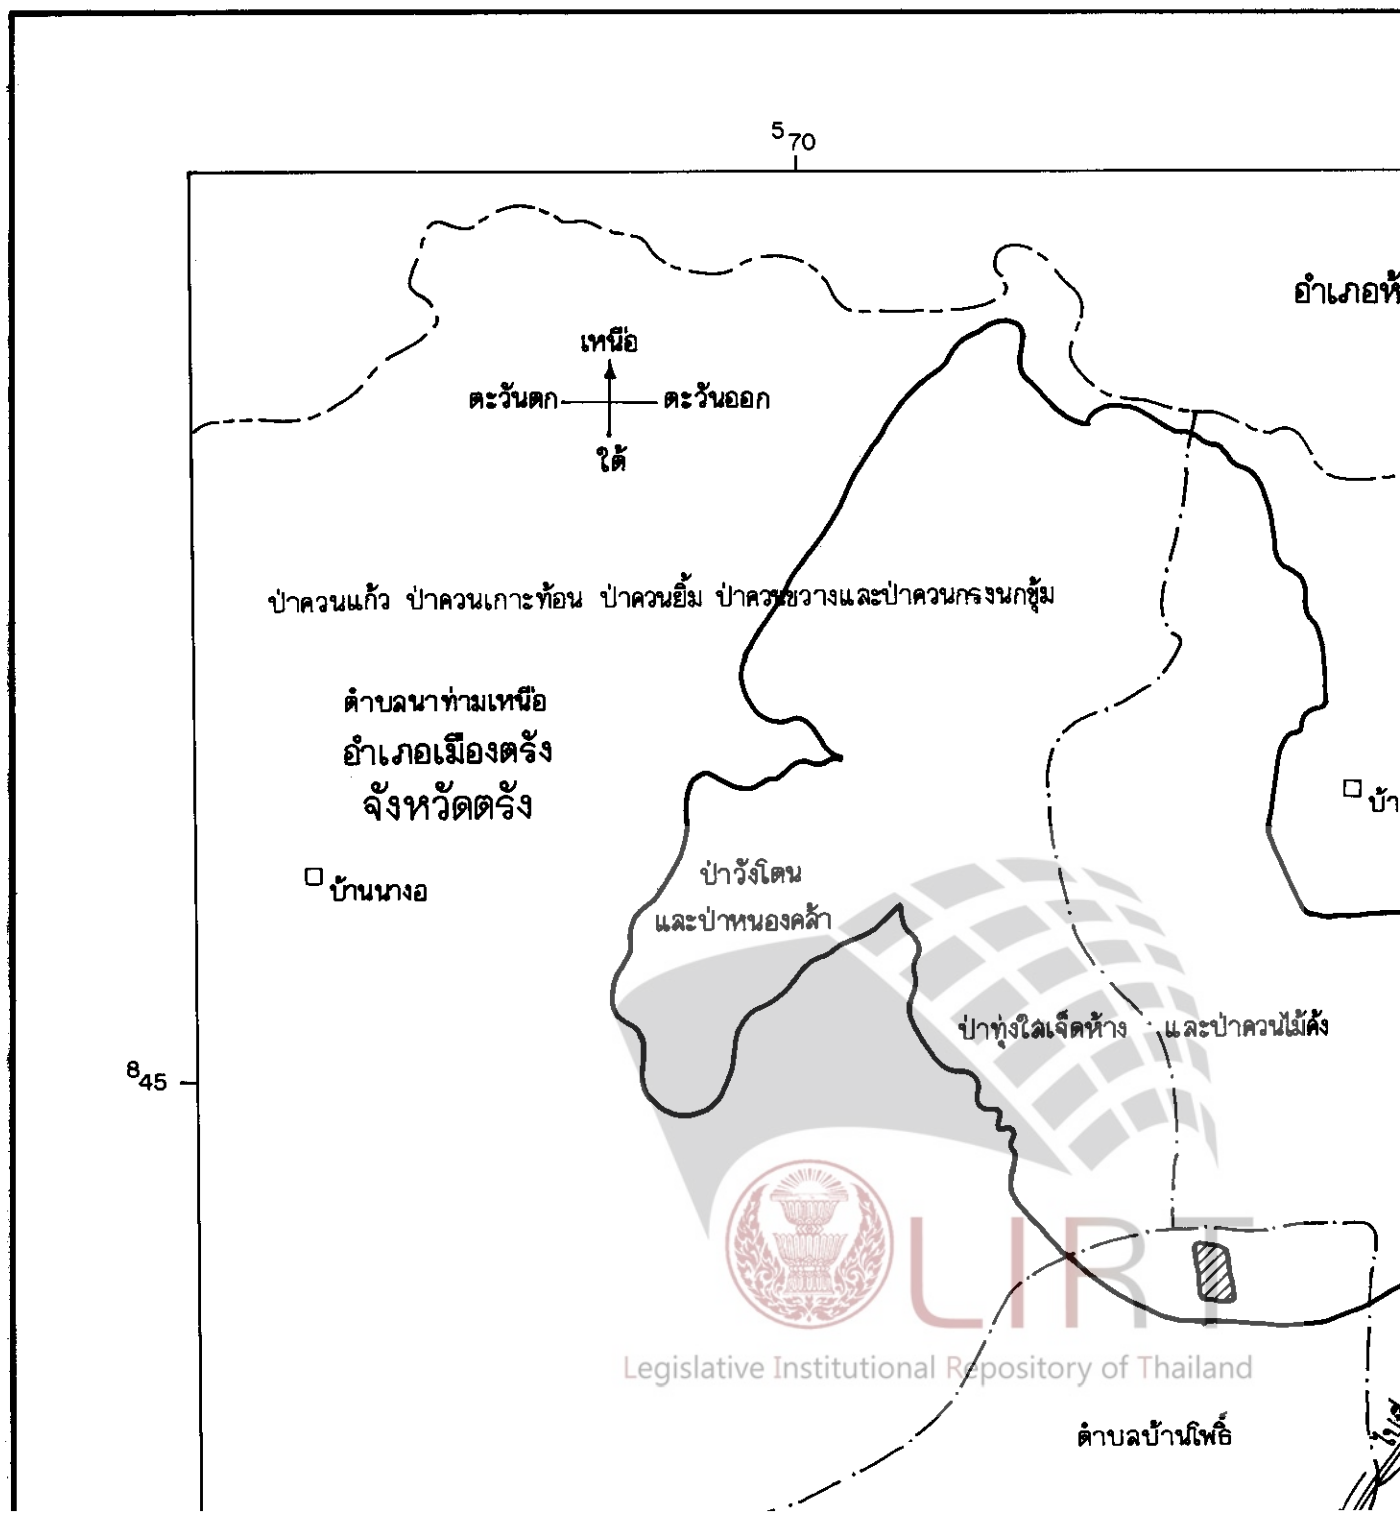 ⁵70
อำเภอห้
เหนือ
ตะวันตก ตะวันออก
ใต้
ป่าควนแก้ว ป่าควนเกาะท้อน ป่าควนยิ้ม ป่าควนขวางและป่าควนกรงนกขุ้ม
ตำบลนาท่ามเหนือ
อำเภอเมืองตรัง
จังหวัดตรัง
บ้า
ป่าวังโตน
บ้านนางอ
และป่าหนองคล้า
ป่าทุ่งใสเจ็ดห้าง และป่าควนไม้ค้ง
⁸45
LIRT
Legislative Institutional Repository of Thailand
ตำบลบ้านโพธิ์